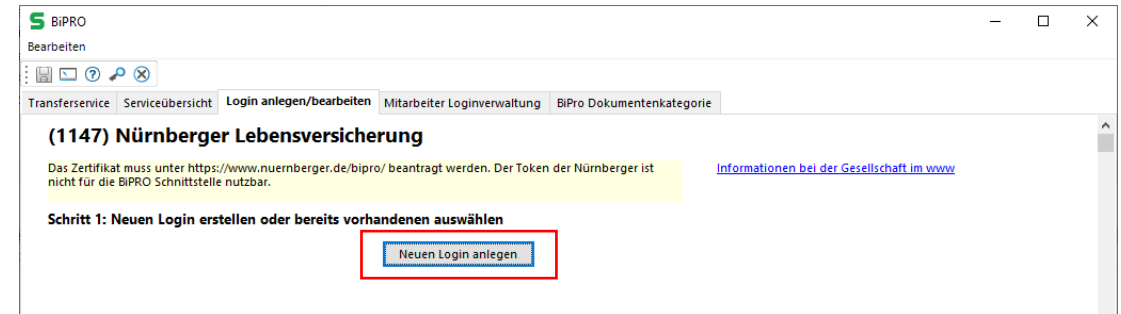 BiPRO
Bearbeiten
Transferservice Serviceübersicht Login anlegen/bearbeiten Mitarbeiter Loginverwaltung BiPro Dokumentenkategorie
(1147) Nürnberger Lebensversicherung
Das Zertifikat muss unter https://www.nuernberger.de/bipro/ beantragt werden. Der Token der Nürnberger ist Informationen bei der Gesellschaft im www
nicht für die BiPRO Schnittstelle nutzbar.
Schritt 1: Neuen Login erstellen oder bereits vorhandenen auswählen
Neuen Login anlegen